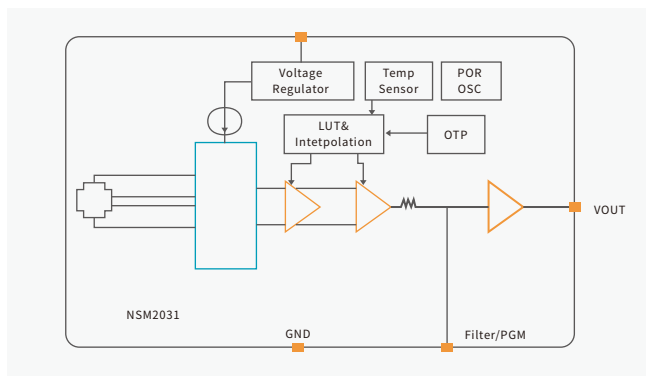 Voltage
Regulator
Temp
Sensor
POR
OSC
LUT&
Intetpolation
OTP
VOUT
NSM2031
GND
Filter/PGM